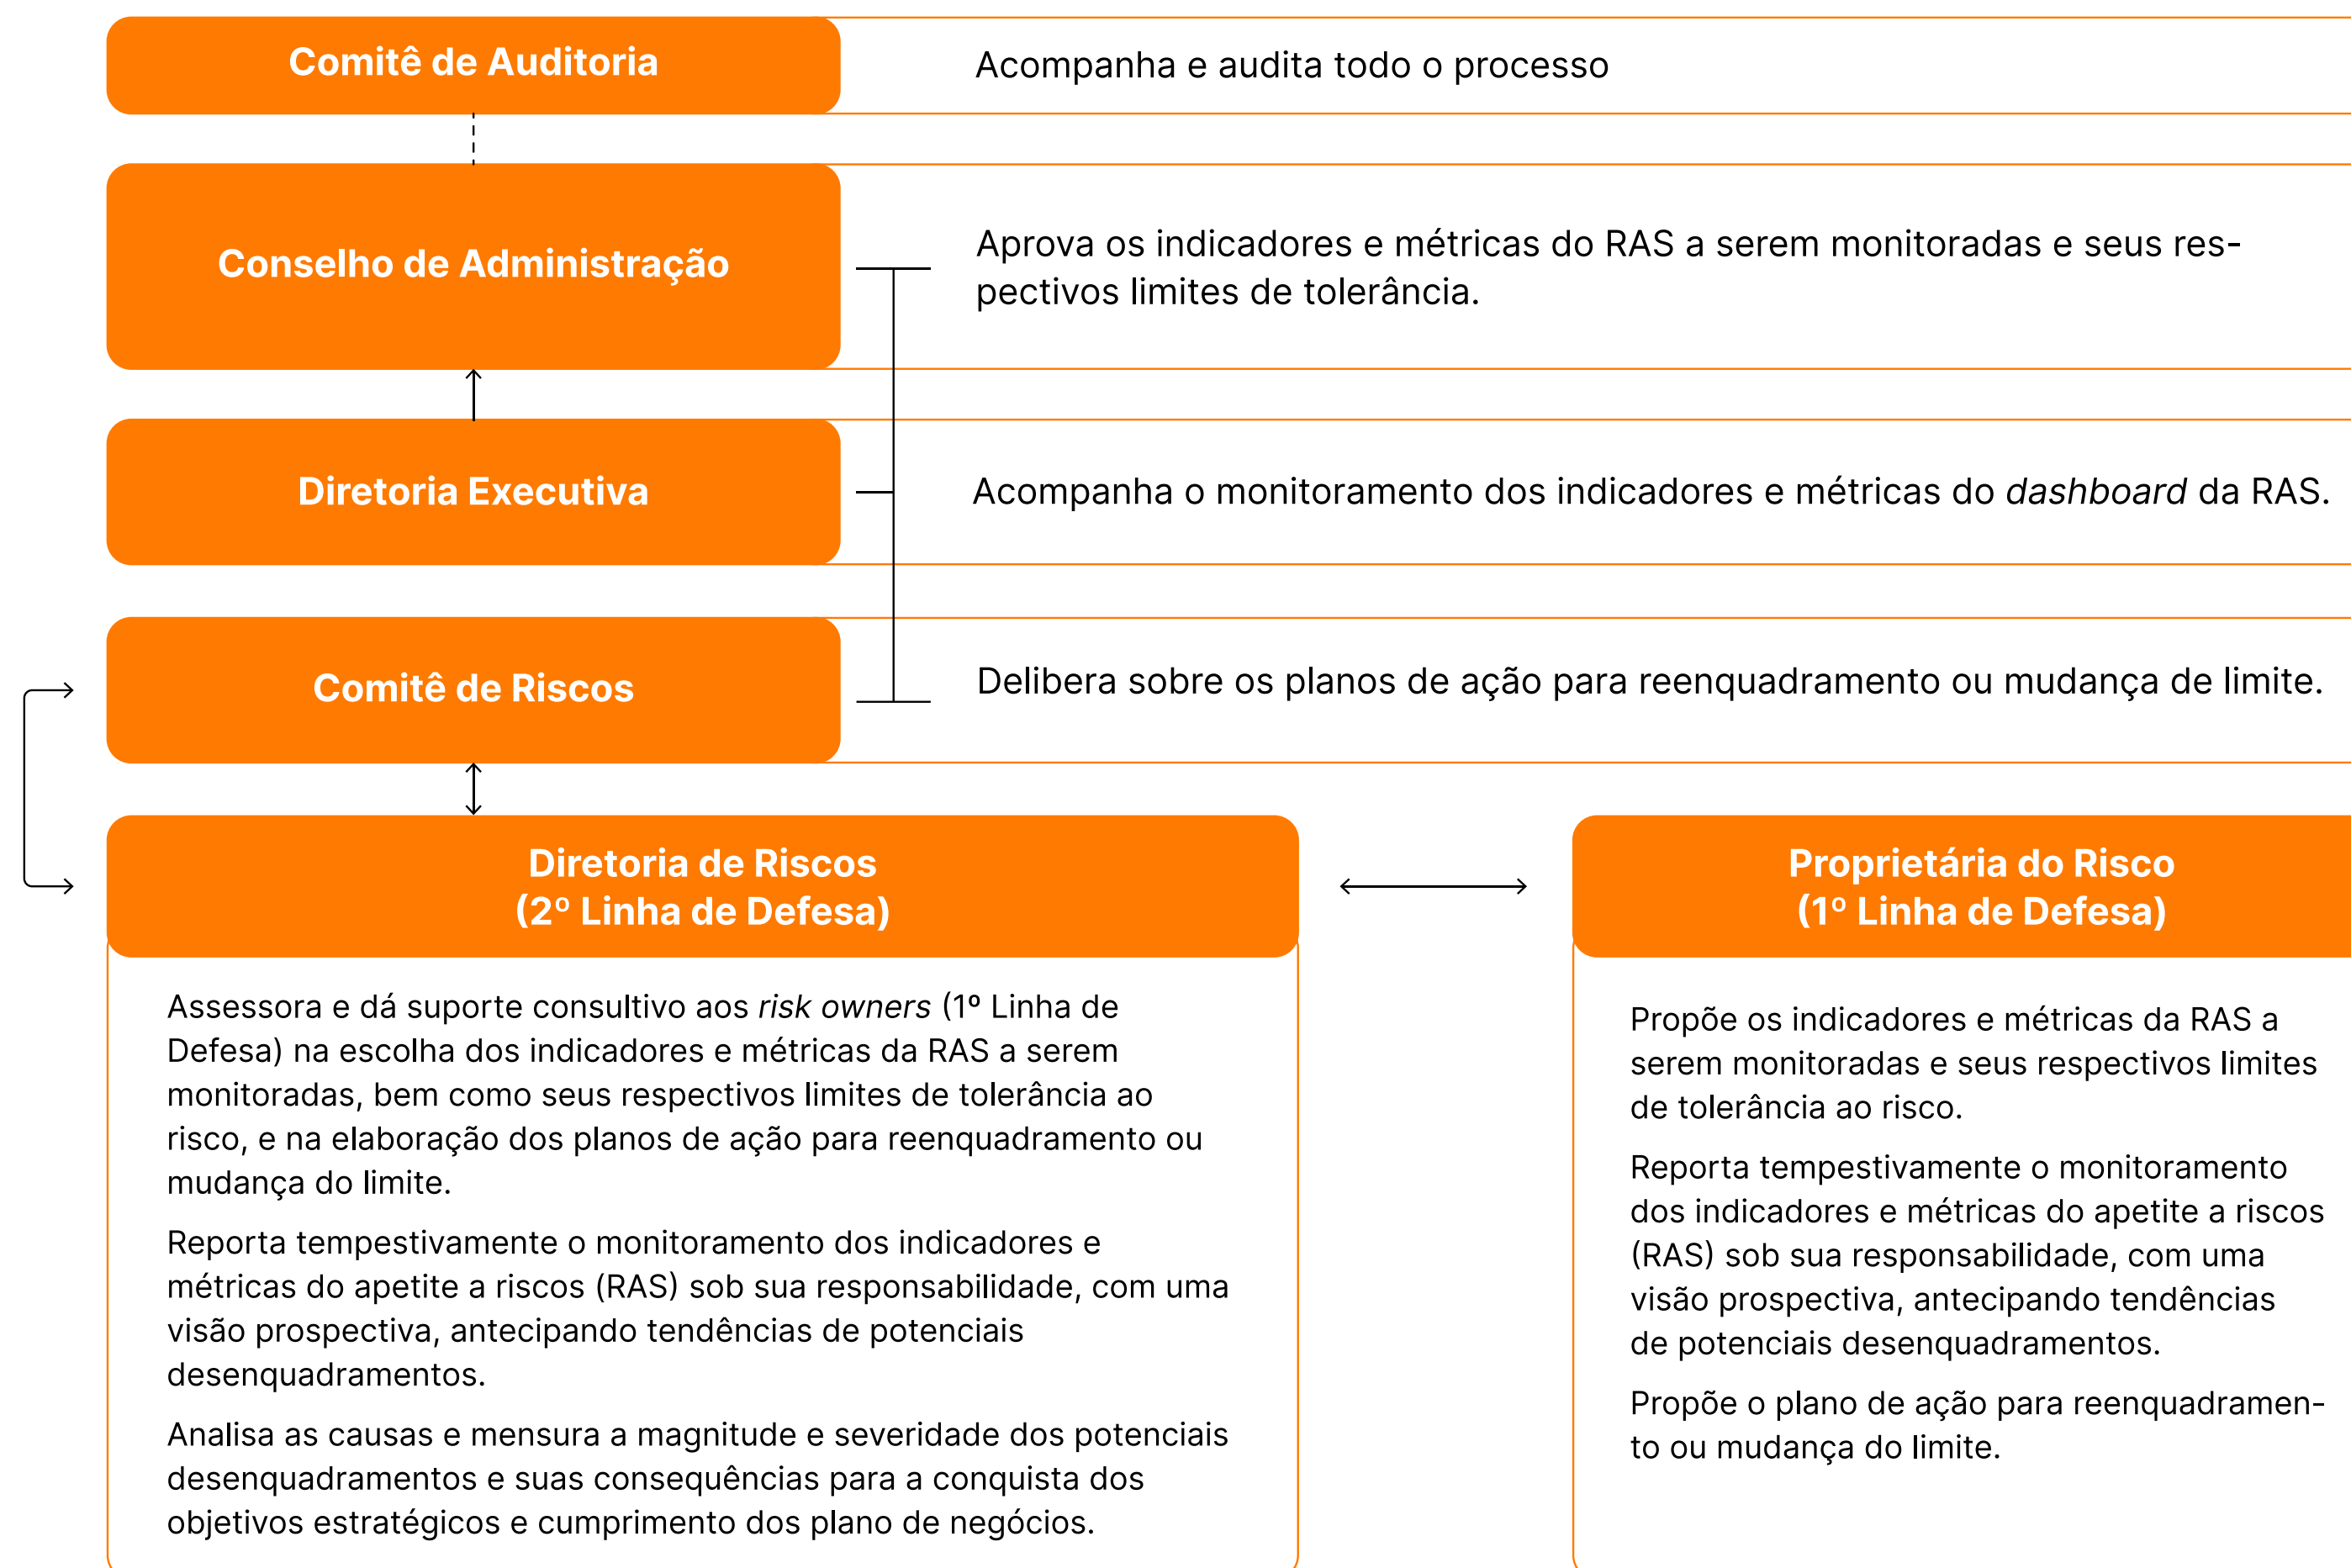 Comitê de Auditoria
Acompanha e audita todo o processo
Conselho de Administração
Aprova os indicadores e métricas do RAS a serem monitoradas e seus res-
pectivos limites de tolerância.
Diretoria Executiva
Acompanha o monitoramento dos indicadores e métricas do dashboard da RAS.
Comitê de Riscos
Delibera sobre os planos de ação para reenquadramento ou mudança de limite.
Diretoria de Riscos
(2º Linha de Defesa)
Assessora e dá suporte consultivo aos risk owners (1º Linha de
Defesa) na escolha dos indicadores e métricas da RAS a serem
monitoradas, bem como seus respectivos limites de tolerância ao
risco, e na elaboração dos planos de ação para reenquadramento ou
mudança do limite.
Reporta tempestivamente o monitoramento dos indicadores e
métricas do apetite a riscos (RAS) sob sua responsabilidade, com uma
visão prospectiva, antecipando tendências de potenciais
desenquadramentos.
Analisa as causas e mensura a magnitude e severidade dos potenciais
desenquadramentos e suas consequências para a conquista dos
objetivos estratégicos e cumprimento dos plano de negócios.
Proprietária do Risco
(1º Linha de Defesa)
Propõe os indicadores e métricas da RAS a
serem monitoradas e seus respectivos limites
de tolerância ao risco.
Reporta tempestivamente o monitoramento
dos indicadores e métricas do apetite a riscos
(RAS) sob sua responsabilidade, com uma
visão prospectiva, antecipando tendências
de potenciais desenquadramentos.
Propõe o plano de ação para reenquadramen-
to ou mudança do limite.